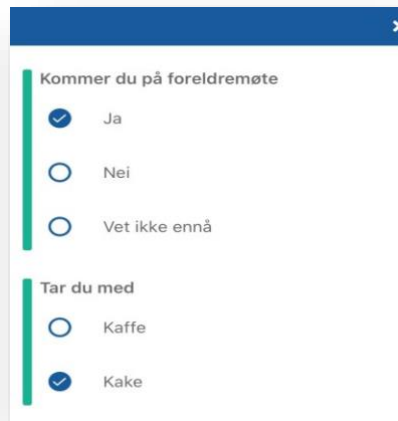 Kommer du på foreldremøte
Ja
Nei
Vet ikke ennå
Tar du med
Kaffe
Kake